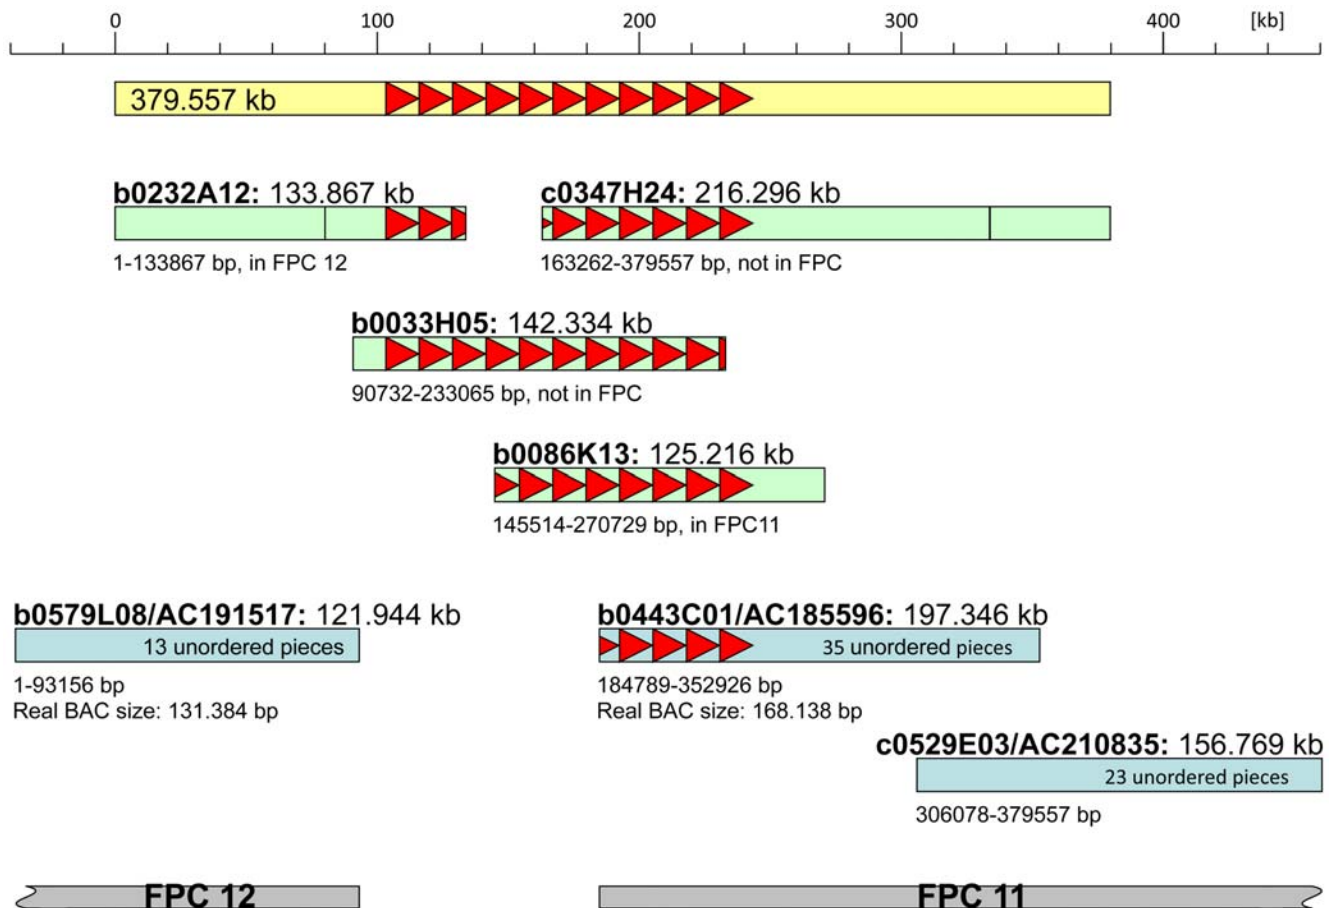 0 100 200 300 400 [kb]
379.557 kb
b0232A12: 133.867 kb
c0347H24: 216.296 kb
1-133867 bp, in FPC 12
163262-379557 bp, not in FPC
b0033H05: 142.334 kb
90732-233065 bp, not in FPC
b0086K13: 125.216 kb
145514-270729 bp, in FPC11
b0579L08/AC191517: 121.944 kb
b0443C01/AC185596: 197.346 kb
13 unordered pieces
35 unordered pieces
1-93156 bp
184789-352926 bp
Real BAC size: 131.384 bp
Real BAC size: 168.138 bp
c0529E03/AC210835: 156.769 kb
23 unordered pieces
306078-379557 bp
FPC 12
FPC 11